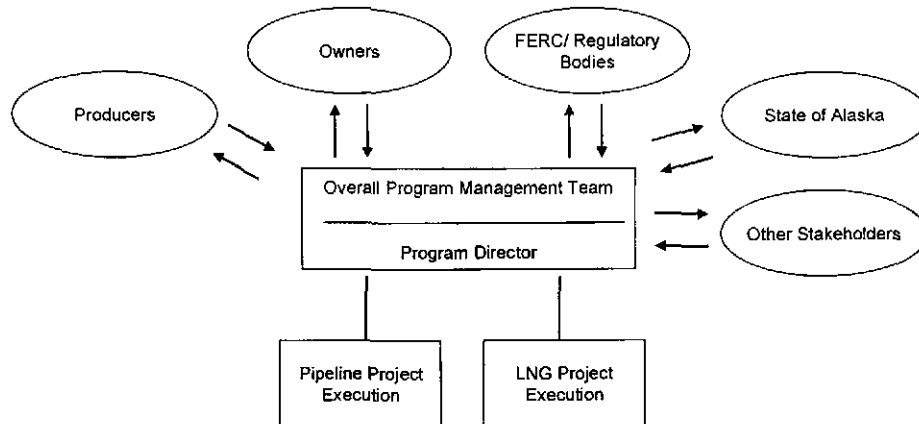 Owners
FERC/ Regulatory
Bodies
Producers
State of Alaska
Overall Program Management Team
Program Director
Other Stakeholders
Pipeline Project
Execution
LNG Project
Execution